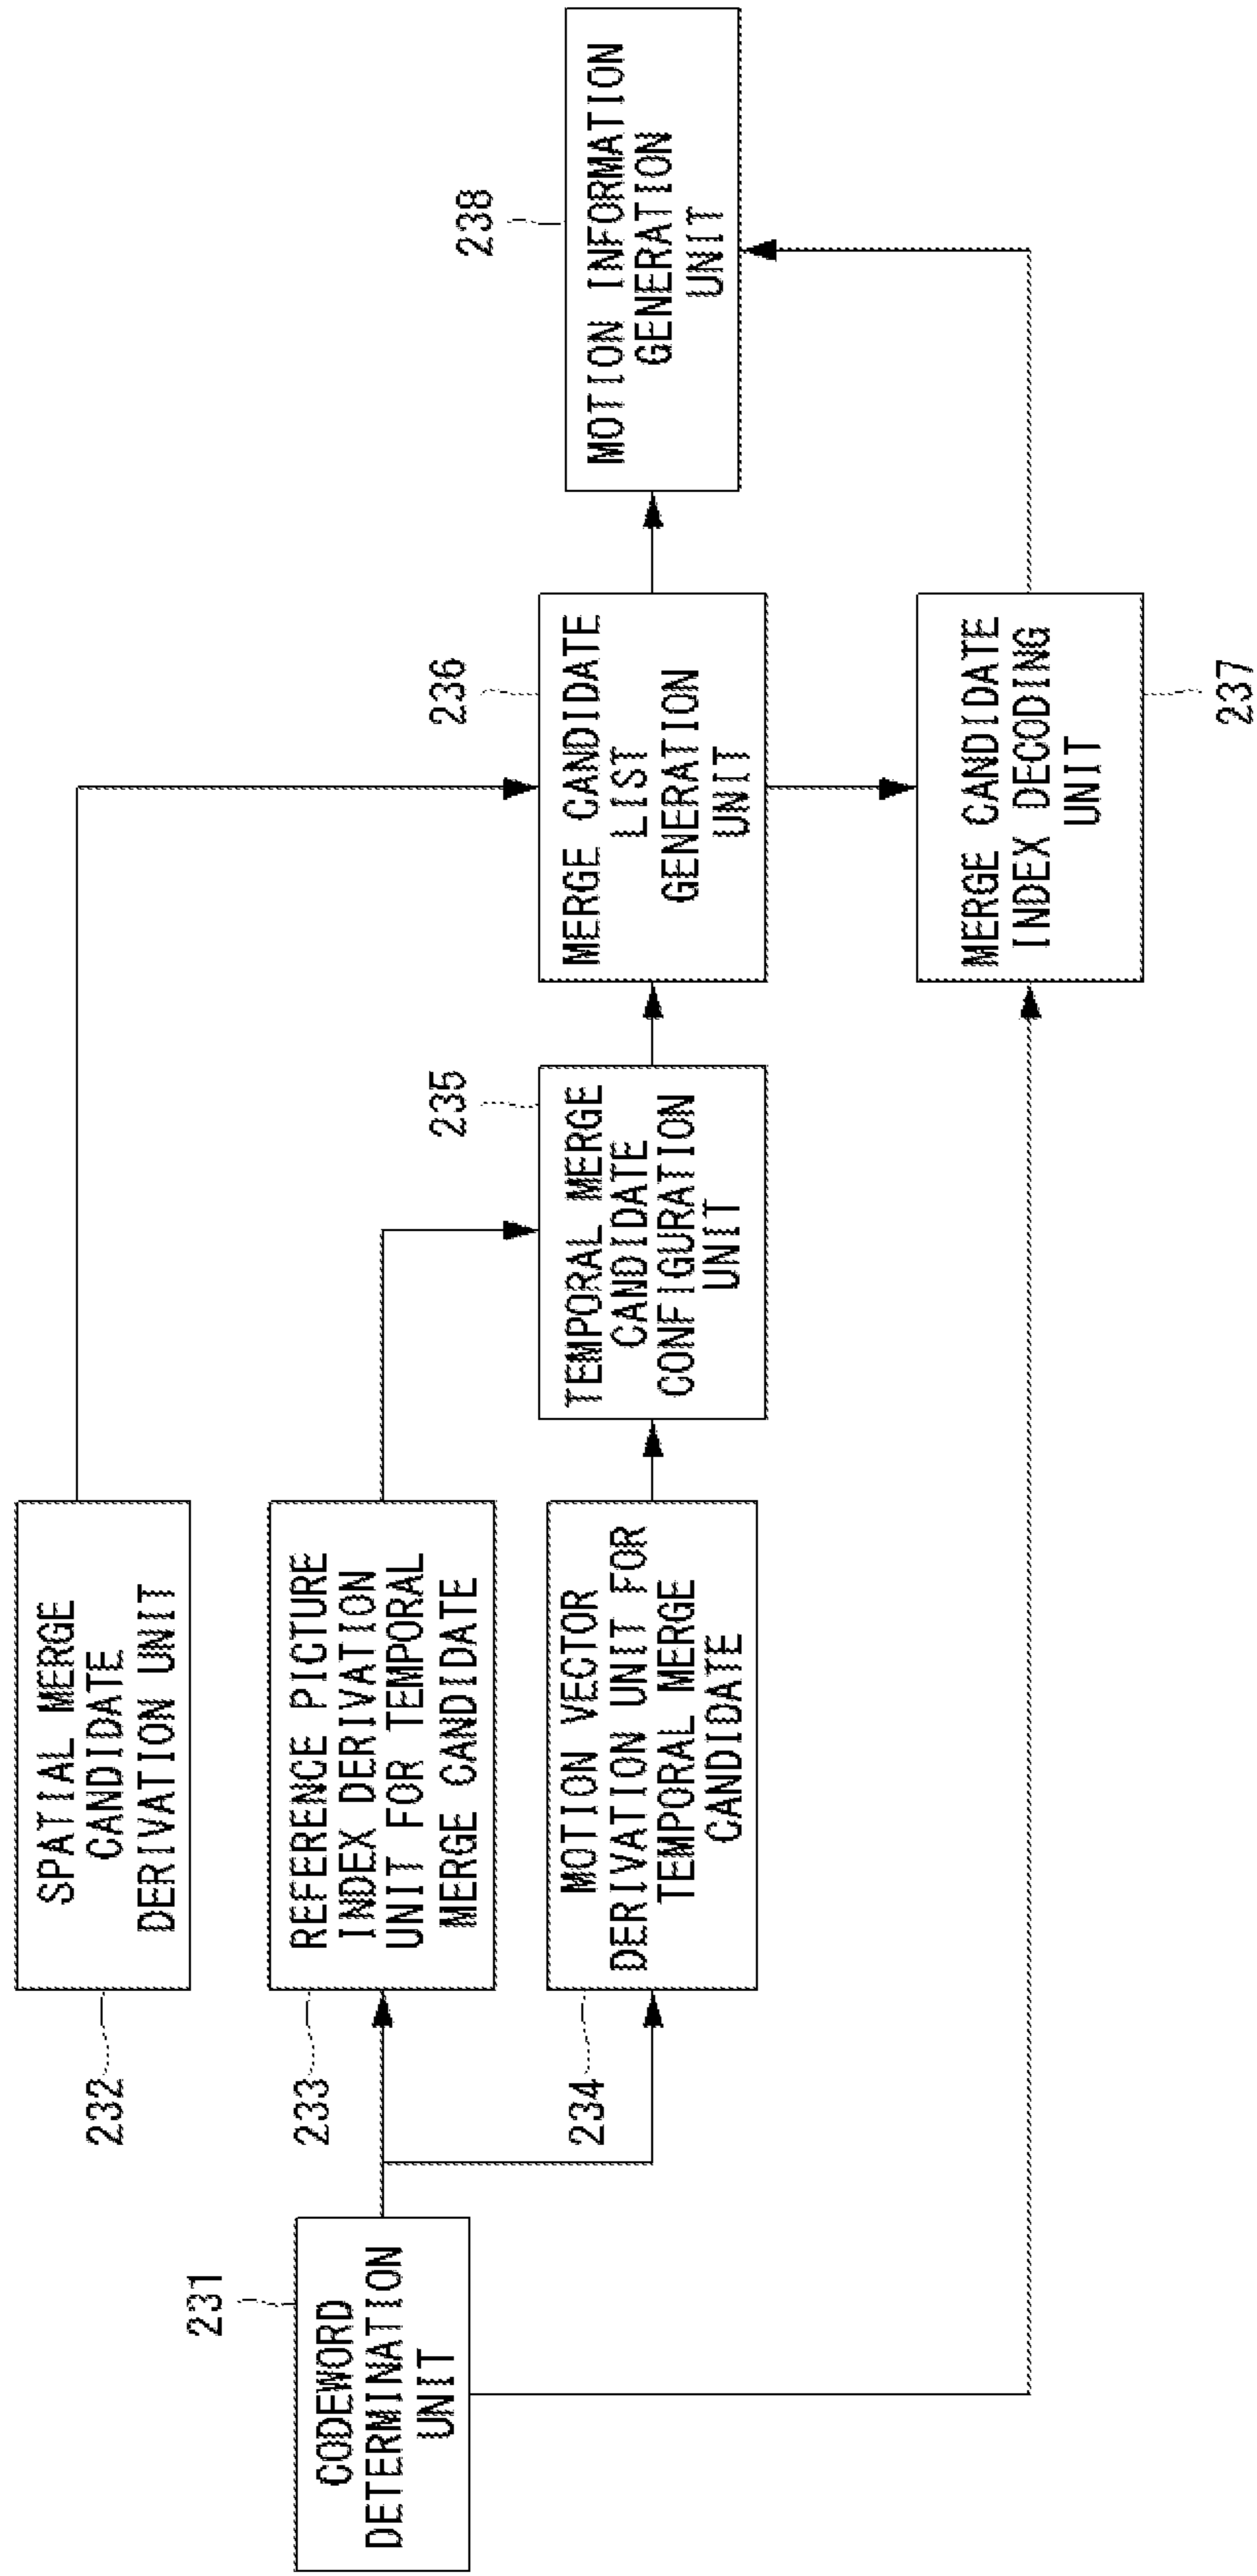 231
CODEWORD
DETERMINATION
UNIT
232
SPATIAL MERGE
CANDIDATE
DERIVATION UNIT
233
REFERENCE PICTURE
INDEX DERIVATION
UNIT FOR TEMPORAL
MERGE CANDIDATE
234
MOTION VECTOR
DERIVATION UNIT FOR
TEMPORAL MERGE
CANDIDATE
235
TEMPORAL MERGE
CANDIDATE
CONFIGURATION
UNIT
236
MERGE CANDIDATE
LIST
GENERATION
UNIT
MERGE CANDIDATE
INDEX DECODING
UNIT
237
238
MOTION INFORMATION
GENERATION
UNIT